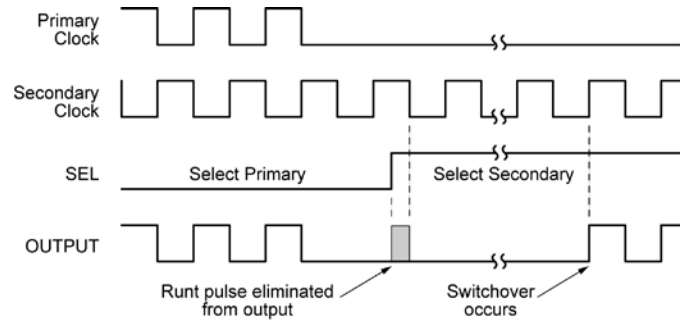 Primary
Clock
Secondary
Clock
SEL
Select Primary
Select Secondary
OUTPUT
Runt pulse eliminated
from output
Switchover
occurs